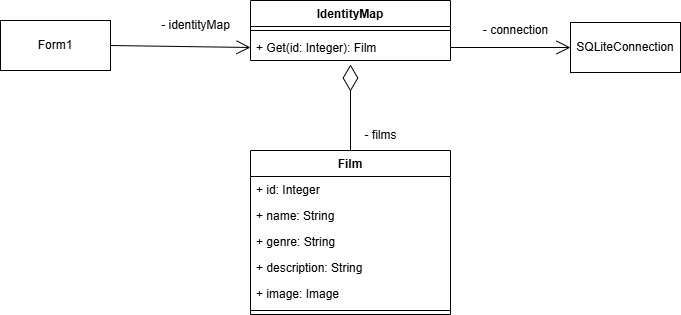 - identityMap
IdentityMap
- connection
Form1
+ Get(id: Integer): Film
SQLiteConnection
- films
Film
+ id: Integer
+ name: String
+ genre: String
+ description: String
+ image: Image